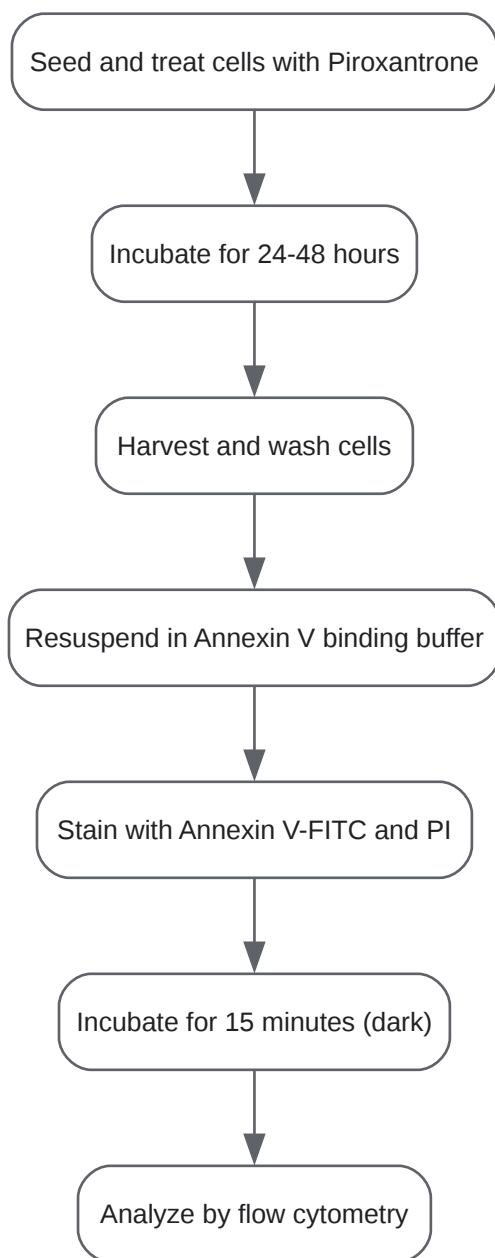 Seed and treat cells with Piroxantrone
Incubate for 24-48 hours
Harvest and wash cells
Resuspend in Annexin V binding buffer
Stain with Annexin V-FITC and PI
Incubate for 15 minutes (dark)
Analyze by flow cytometry